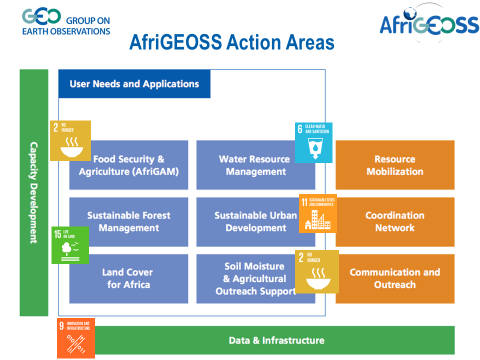 GEO GROUP ON
EARTH OBSERVATIONS
AfriGEOSS
AfriGEOSS Action Areas
User Needs and Applications
Capacity Development
2 NO
HUNGER
Food Security &
Agriculture (AfriGAM)
6 CLEAN WATER
AND SANITATION
Water Resource
Management
Resource
Mobilization
Sustainable Forest
Management
11 SUSTAINABLE CITIES
AND COMMUNITIES
Sustainable Urban
Development
Coordination
Network
15 LIFE
ON LAND
Land Cover
for Africa
Soil Moisture
& Agricultural
Outreach Support
2 NO
HUNGER
Communication and
Outreach
9 INNOVATION AND
INFRASTRUCTURE
Data & Infrastructure